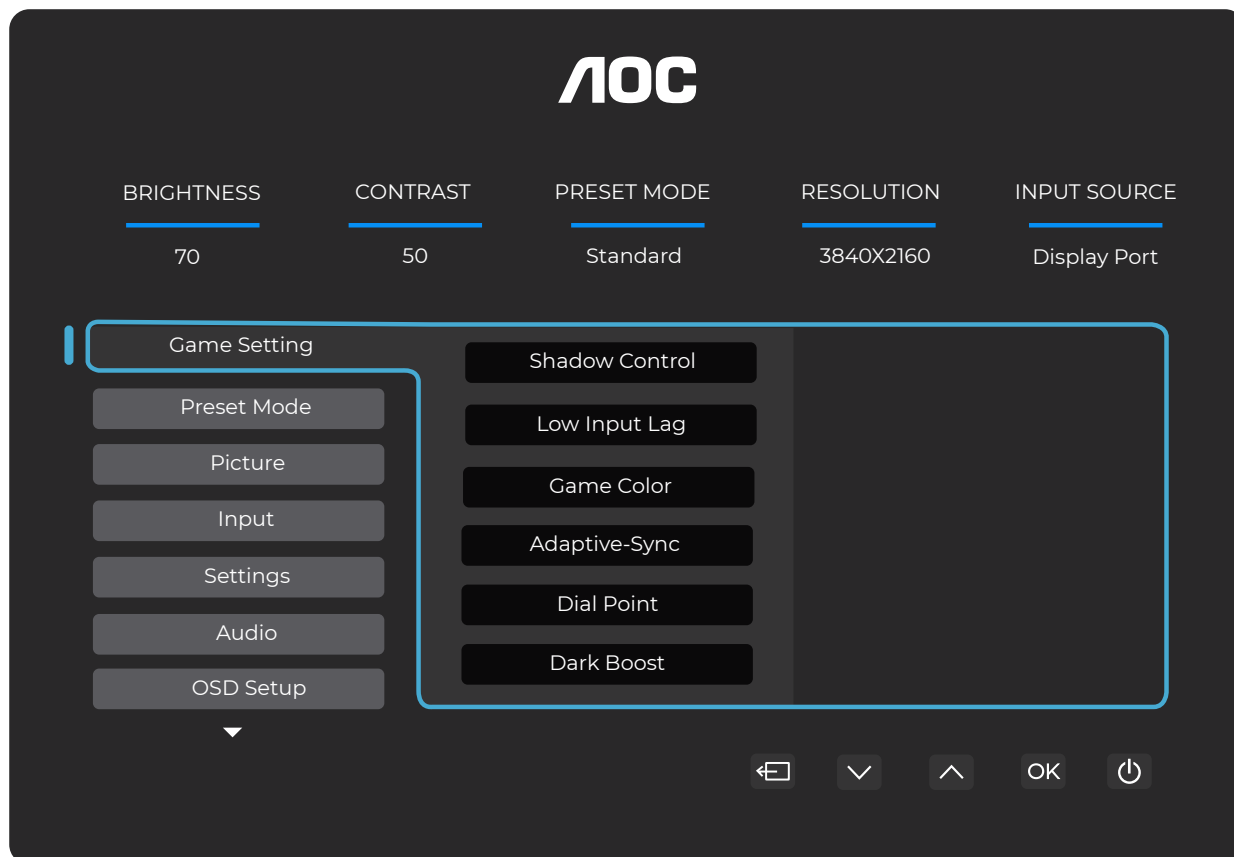 AOC
BRIGHTNESS CONTRAST PRESET MODE RESOLUTION INPUT SOURCE
70 50 Standard 3840X2160 Display Port
Game Setting
Preset Mode
Picture
Input
Settings
Audio
OSD Setup
Shadow Control
Low Input Lag
Game Color
Adaptive-Sync
Dial Point
Dark Boost
OK